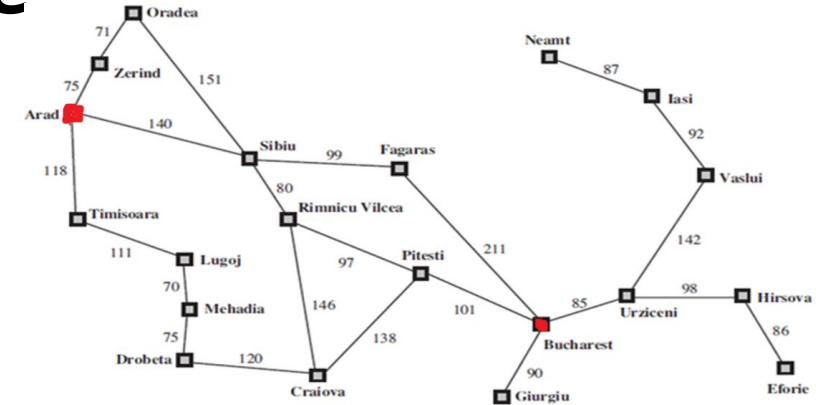 Oradea
71
Neamt
87
Zerind
151
75
Iasi
Arad
140
92
Sibiu
Fagaras
99
118
80
Vaslui
Timisoara
Rimnicu Vilcea
211
142
111
Lugoj
97
Pitesti
70
98
146
101
85
Hirsova
Mehadia
Urziceni
75
138
86
Bucharest
Drobeta
120
90
Craiova
Giurgiu
Eforie